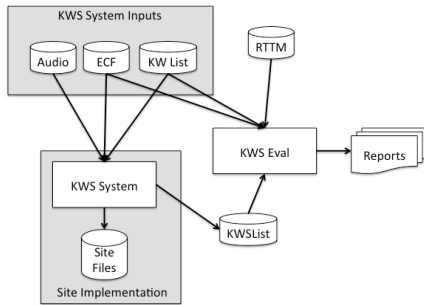 KWS System Inputs
Audio
ECF
KW List
RTTM
KWS Eval
Reports
KWS System
KWSList
Site
Files
Site Implementation